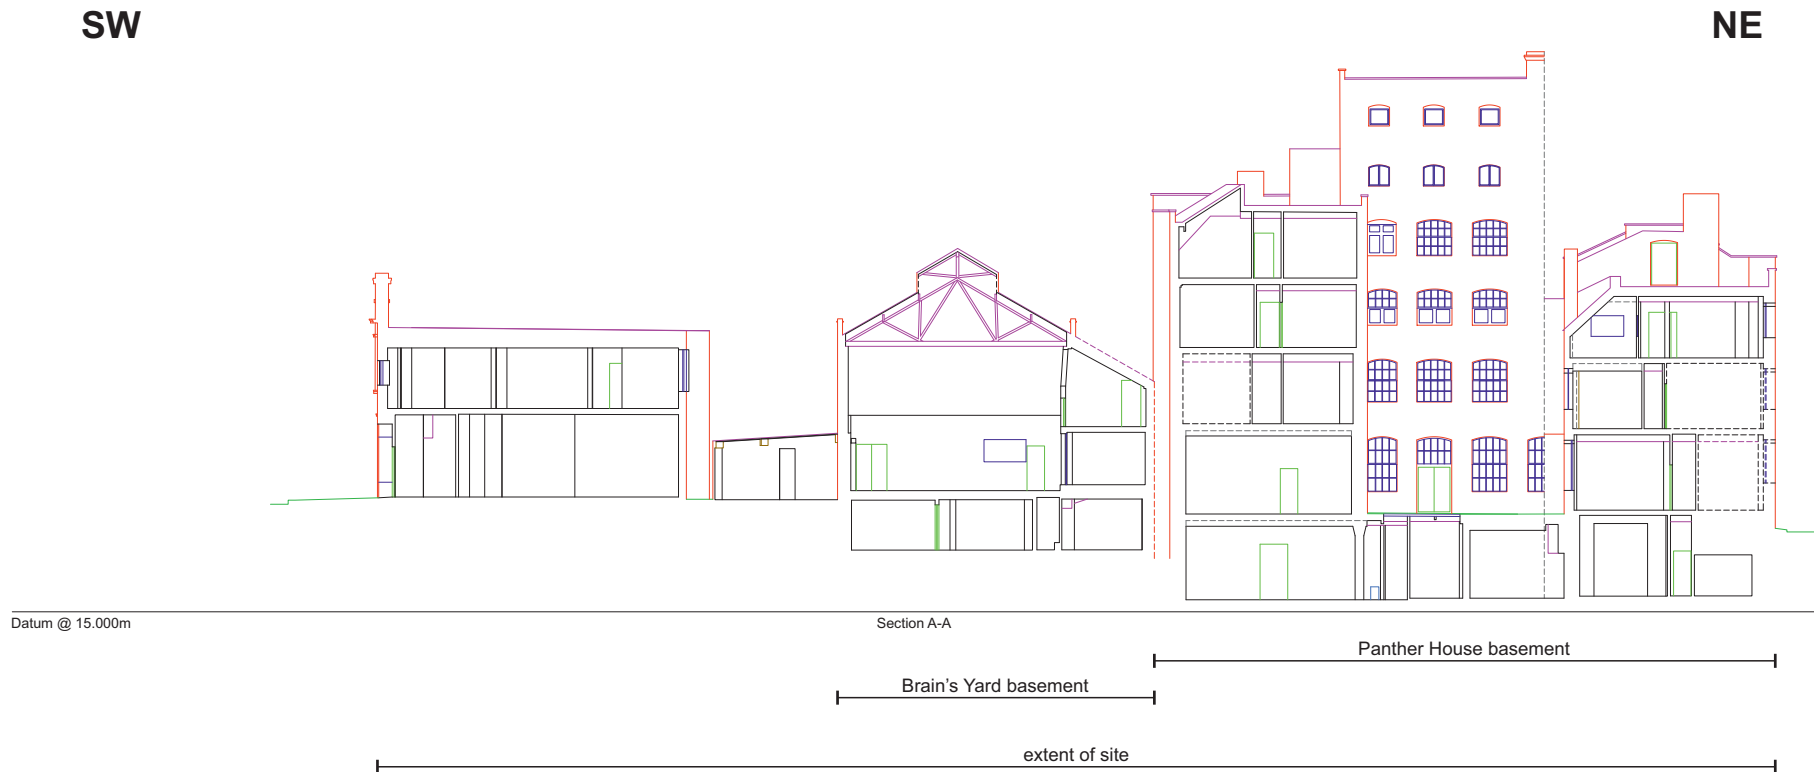 SW
NE
Datum @ 15.000m
Section A-A
Panther House basement
Brain's Yard basement
extent of site